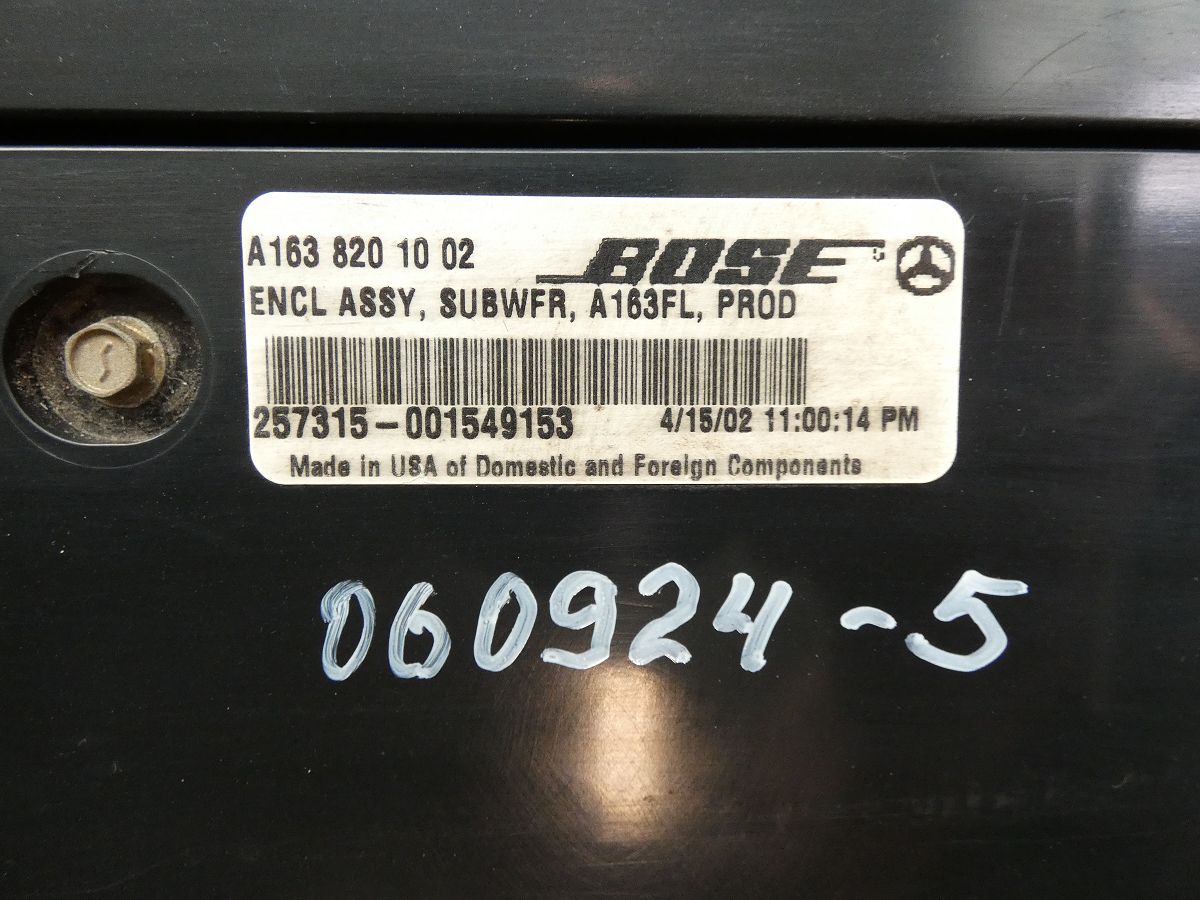 A163 820 10 02 BOSE
ENCL ASSY, SUBWFR, A163FL, PROD
257315-001549153 4/15/02 11:00:14 PM
Made in USA of Domestic and Foreign Components
060924-5